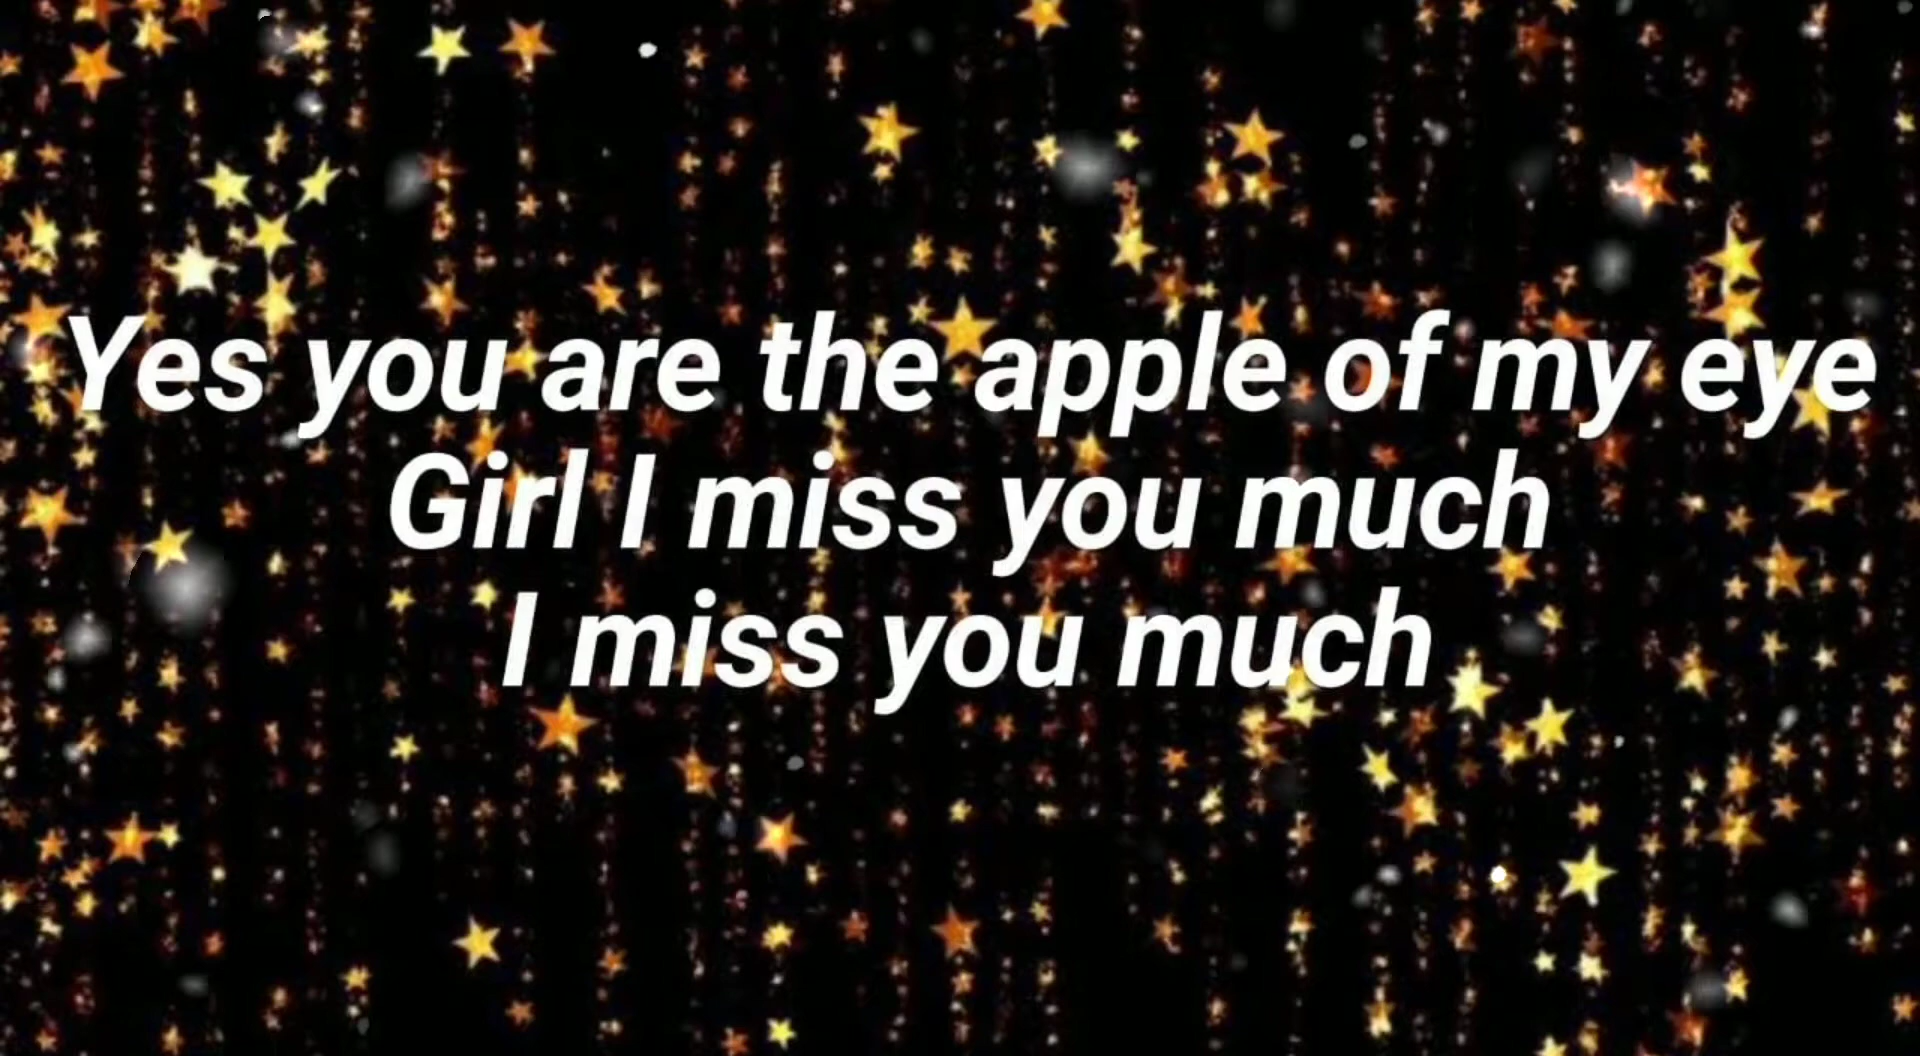 Yes you are the apple of my eye
Girl I miss you much
I miss you much